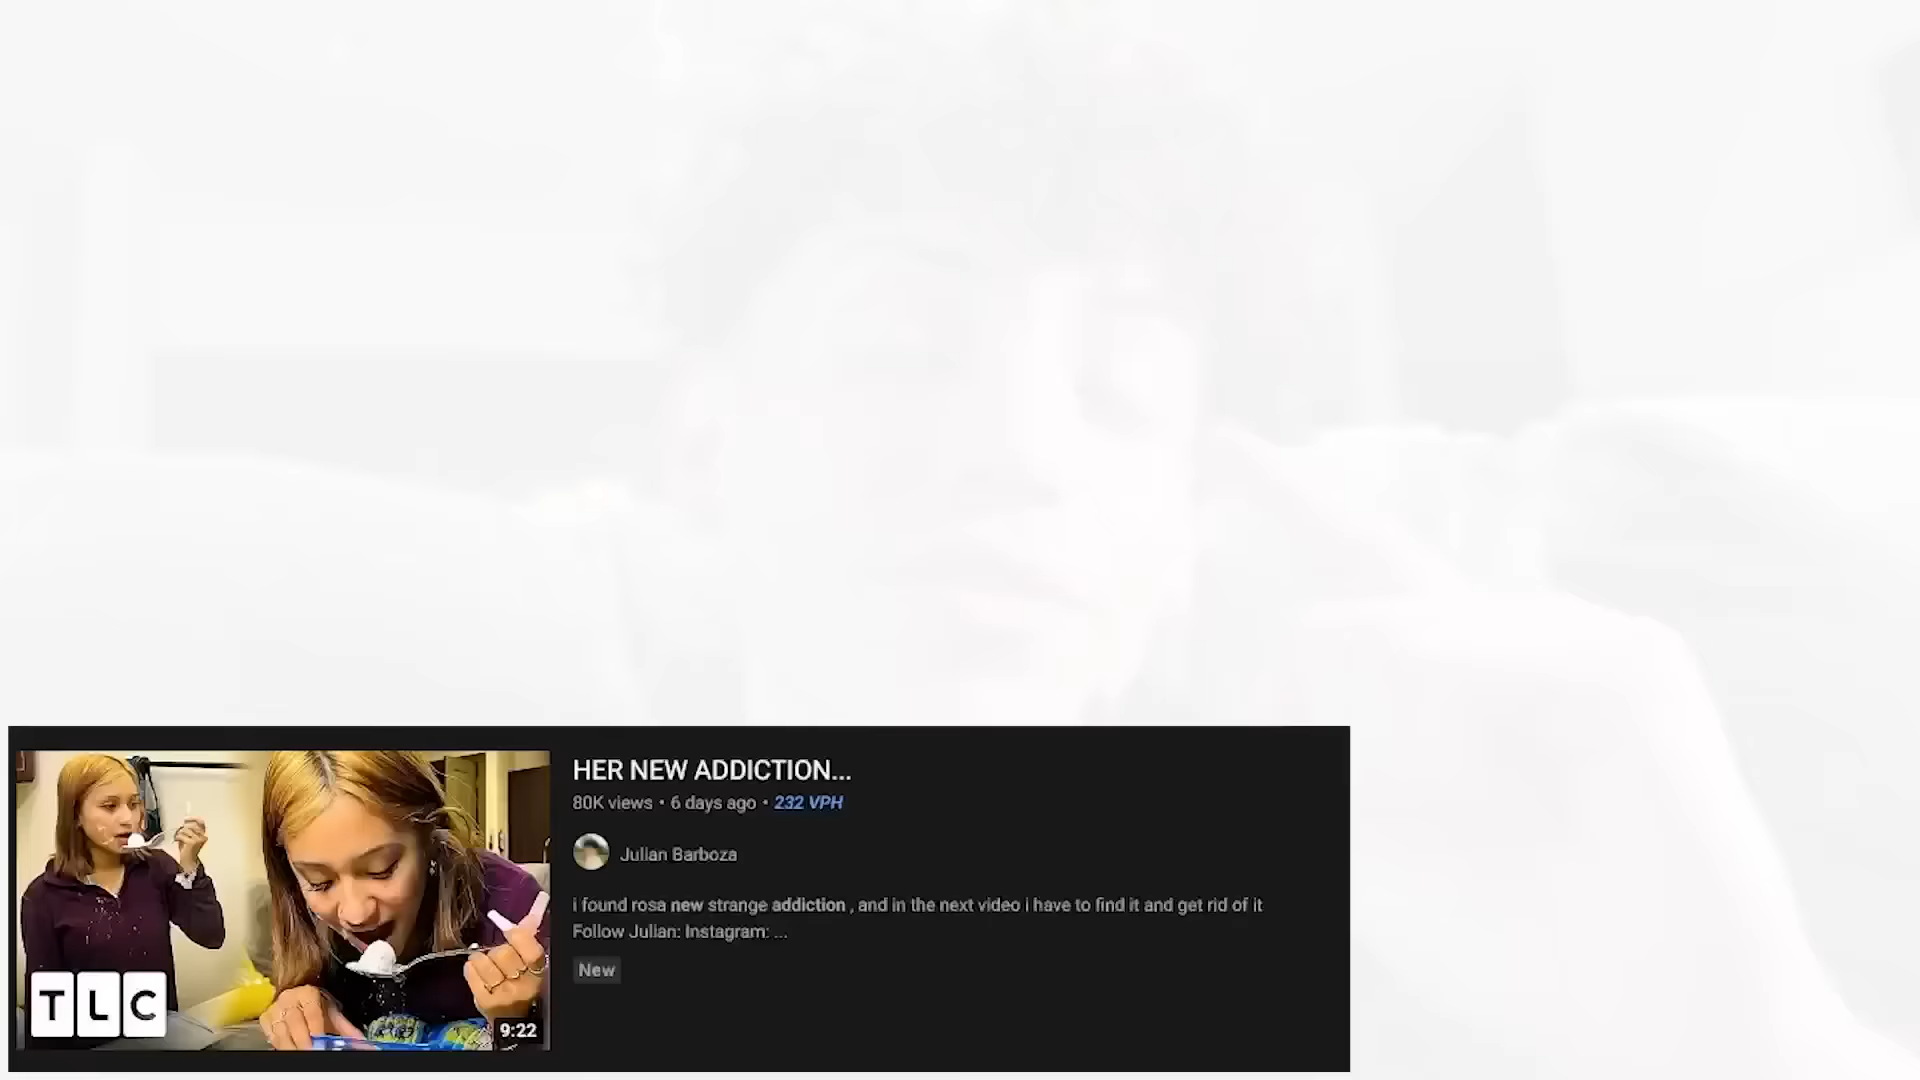 HER NEW ADDICTION...
80K views • 6 days ago • 232 VPH
Julian Barboza
i found rosa new strange addiction , and in the next video i have to find it and get rid of it
Follow Julian: Instagram: ...
New
TLC
9:22